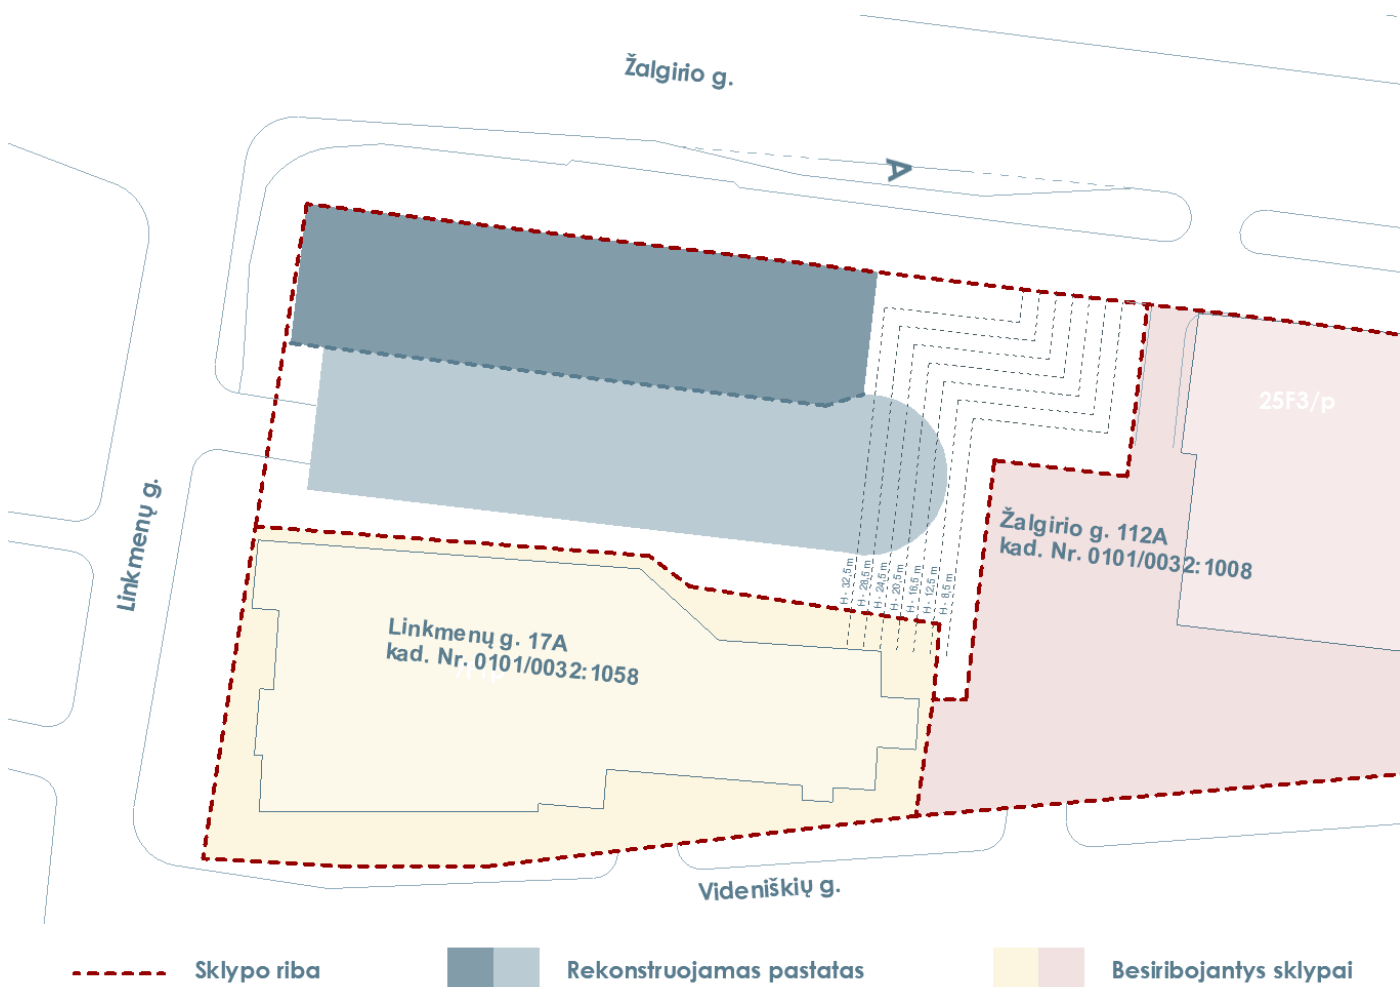 Žalgirio g.
A
25F3/p
Linkmenų g.
Žalgirio g. 112A
kad. Nr. 0101/0032:1008
H - 32,5 m
H - 28,5 m
H - 24,5 m
H - 20,5 m
H - 16,5 m
H - 12,5 m
H - 8,5 m
Linkmenų g. 17A
kad. Nr. 0101/0032:1058
Videniškių g.
Sklypo riba
Rekonstruojamas pastatas
Besiribojantys sklypai